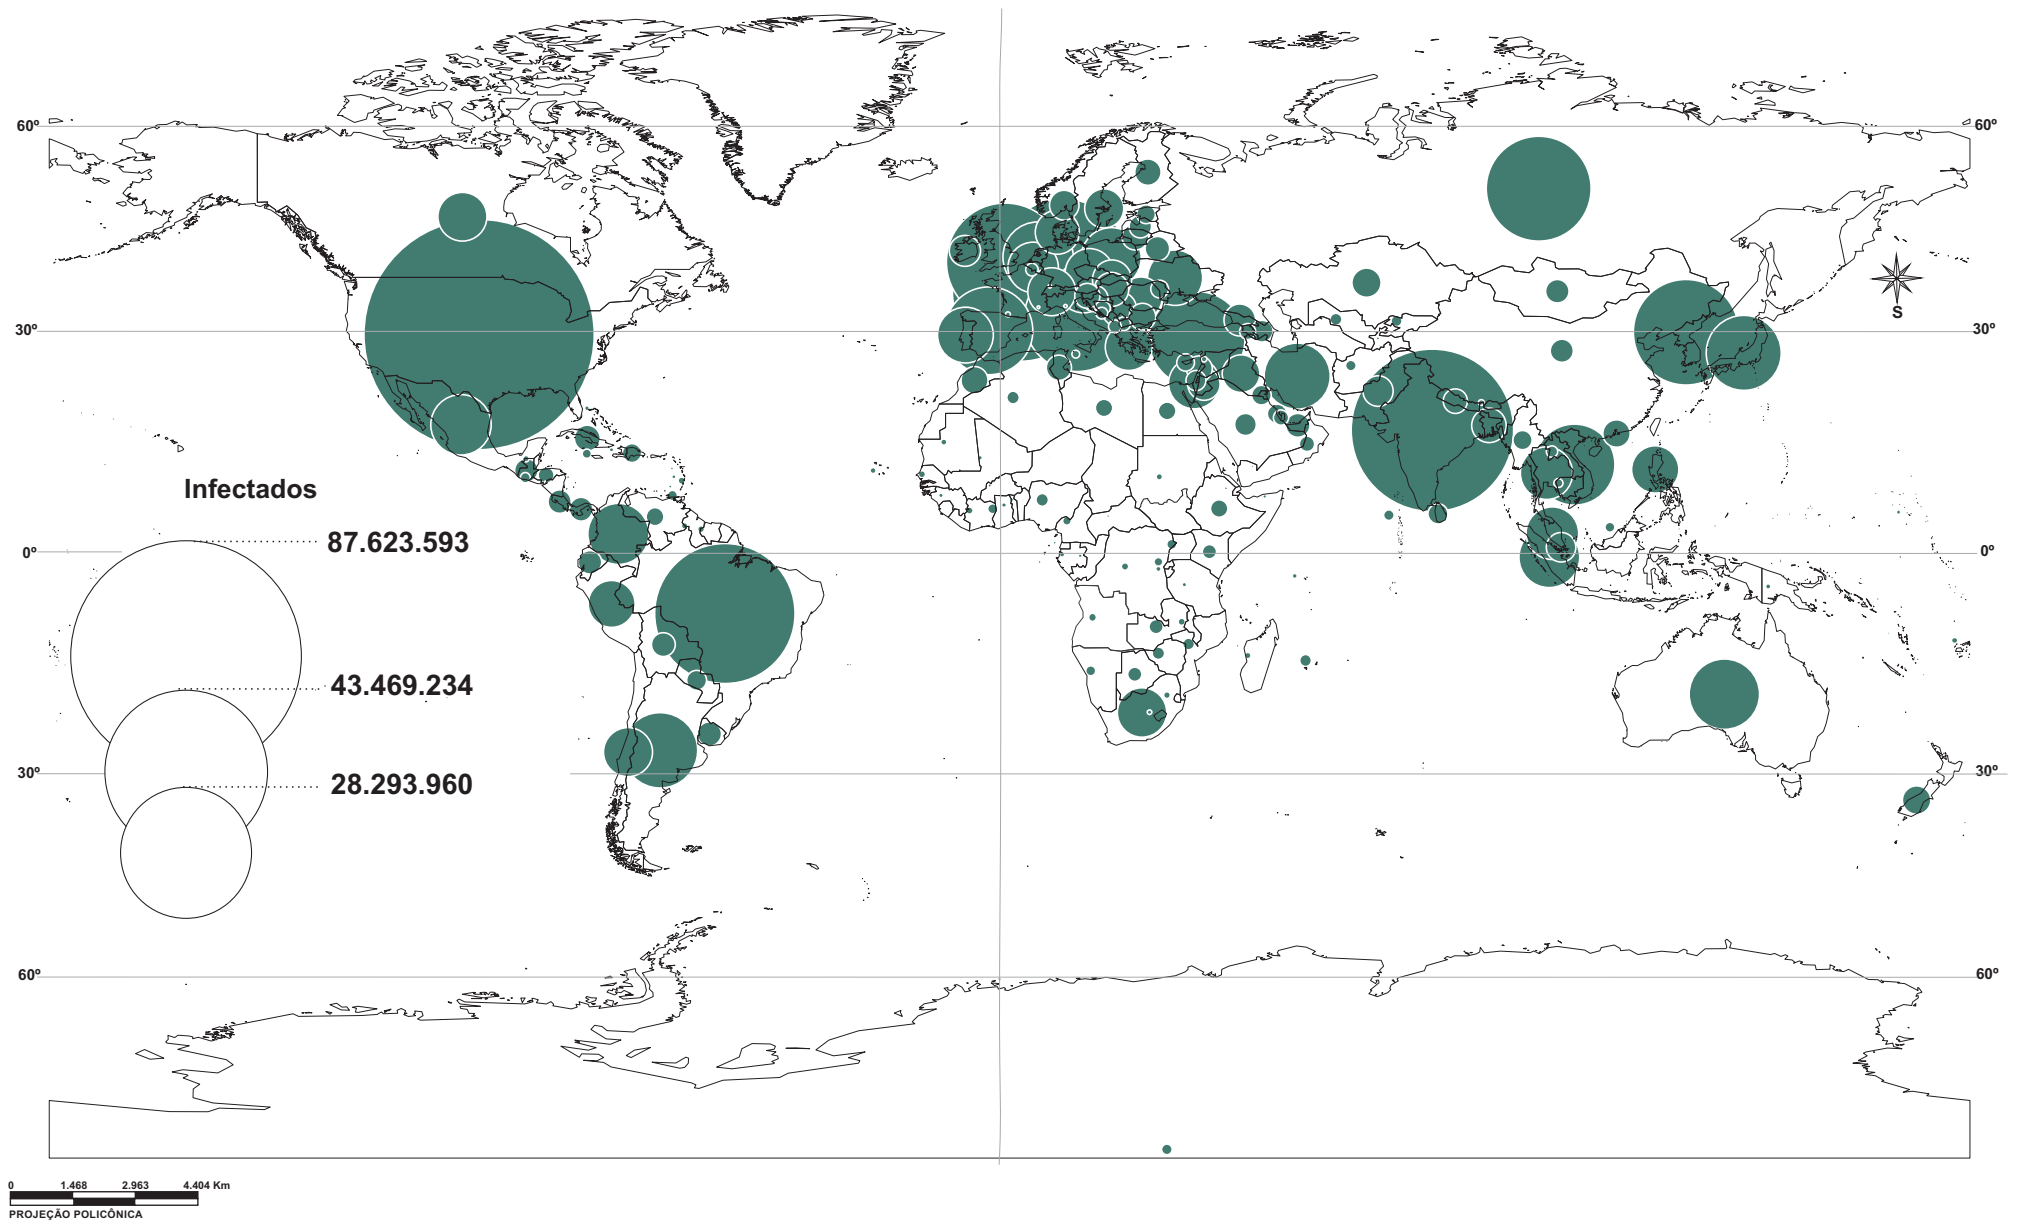 60º
60º
S
30º
30º
Infectados
87.623.593
0º
0º
43.469.234
30º
30º
28.293.960
60º
60º
0 1.468 2.963 4.404 Km
PROJEÇÃO POLICÔNICA